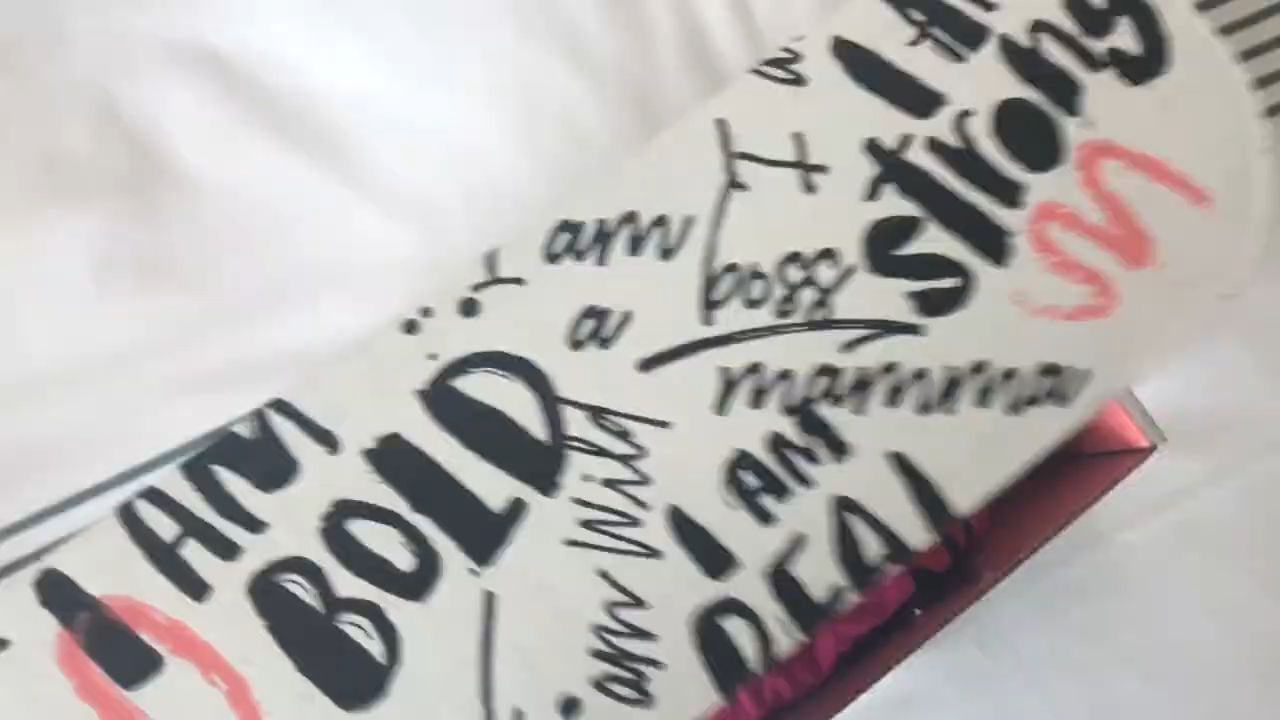 I AM
strong
I am
a boss
mamma
I AM
BOLD
I am Wild
I AM
REAL